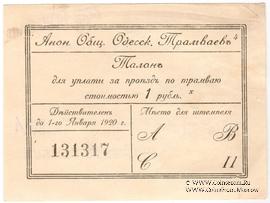 Анон. Общ. Одесск. Трамваевъ
Талонъ
для уплаты за проѣздъ по трамваю
стоимостью 1 рубль.
Дѣйствителенъ
до 1-го Января 1920 г.
Мѣсто для штемпеля
131317
А В
С 11